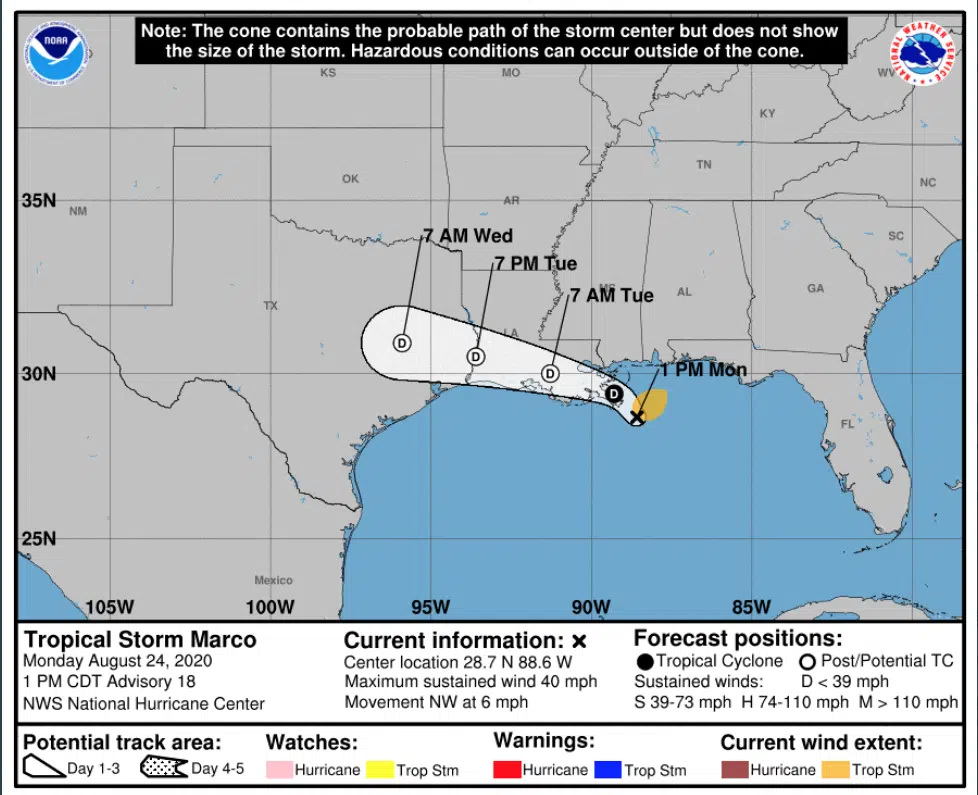 Note: The cone contains the probable path of the storm center but does not show
the size of the storm. Hazardous conditions can occur outside of the cone.
NOAA
NATIONAL WEATHER SERVICE
KS
MO
WV
KY
OK
TN
NC
35N
NM
AR
SC
7 AM Wed
7 PM Tue
7 AM Tue
MS
AL
GA
TX
LA
30N
1 PM Mon
D
D
D
D
FL
25N
Mexico
105W
100W
95W
90W
85W
Tropical Storm Marco
Monday August 24, 2020
1 PM CDT Advisory 18
NWS National Hurricane Center
Current information: ×
Center location 28.7 N 88.6 W
Maximum sustained wind 40 mph
Movement NW at 6 mph
Forecast positions:
Tropical Cyclone
Post/Potential TC
Sustained winds: D < 39 mph
S 39-73 mph H 74-110 mph M > 110 mph
Potential track area:
Day 1-3
Day 4-5
Watches:
Hurricane
Trop Stm
Warnings:
Hurricane
Trop Stm
Current wind extent:
Hurricane
Trop Stm